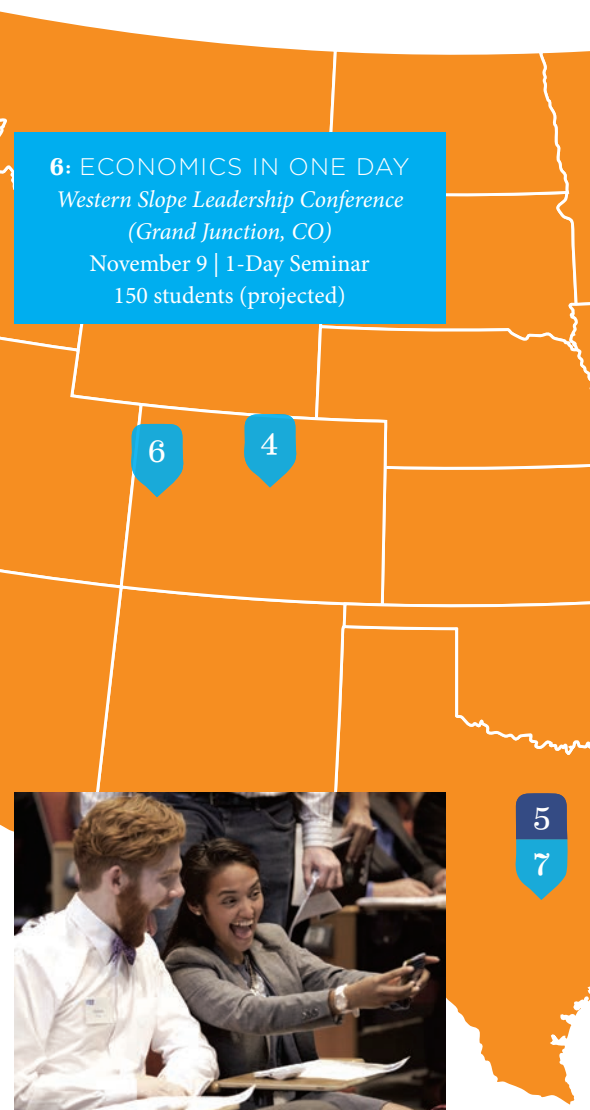 6: ECONOMICS IN ONE DAY
Western Slope Leadership Conference
(Grand Junction, CO)
November 9 | 1-Day Seminar
150 students (projected)
6
4
5
7